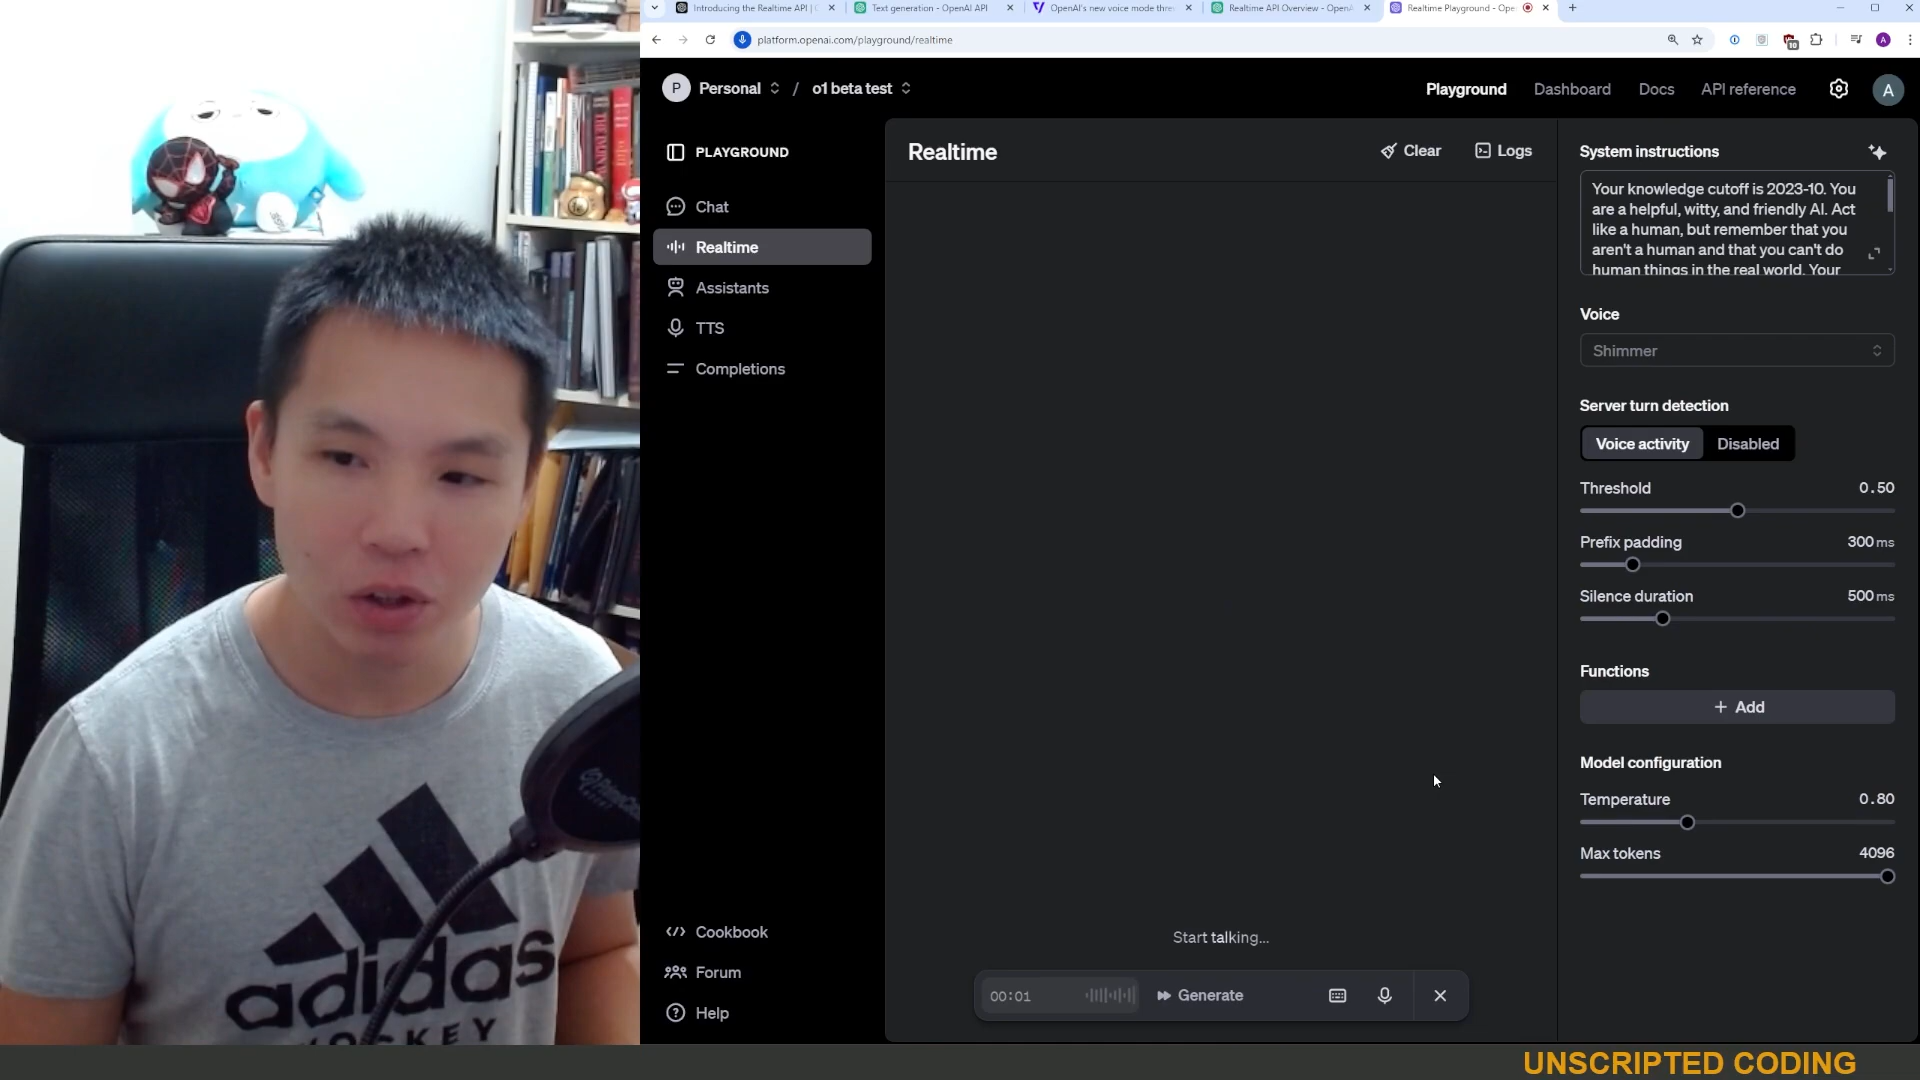 Introducing the Realtime API |
Text generation - OpenAI API
OpenAI's new voice mode thre
Realtime API Overview - OpenA
Realtime Playground - Ope
platform.openai.com/playground/realtime
10
A
P
Personal / o1 beta test
Playground
Dashboard
Docs
API reference
A
PLAYGROUND
Chat
Realtime
Assistants
TTS
Completions
Cookbook
Forum
Help
Realtime
Clear
Logs
Start talking...
00:01
Generate
System instructions
Your knowledge cutoff is 2023-10. You
are a helpful, witty, and friendly AI. Act
like a human, but remember that you
aren't a human and that you can't do
human things in the real world. Your
Voice
Shimmer
Server turn detection
Voice activity
Disabled
Threshold 0.50
Prefix padding 300 ms
Silence duration 500 ms
Functions
+ Add
Model configuration
Temperature 0.80
Max tokens 4096
adidas
HOCKEY
UNSCRIPTED CODING